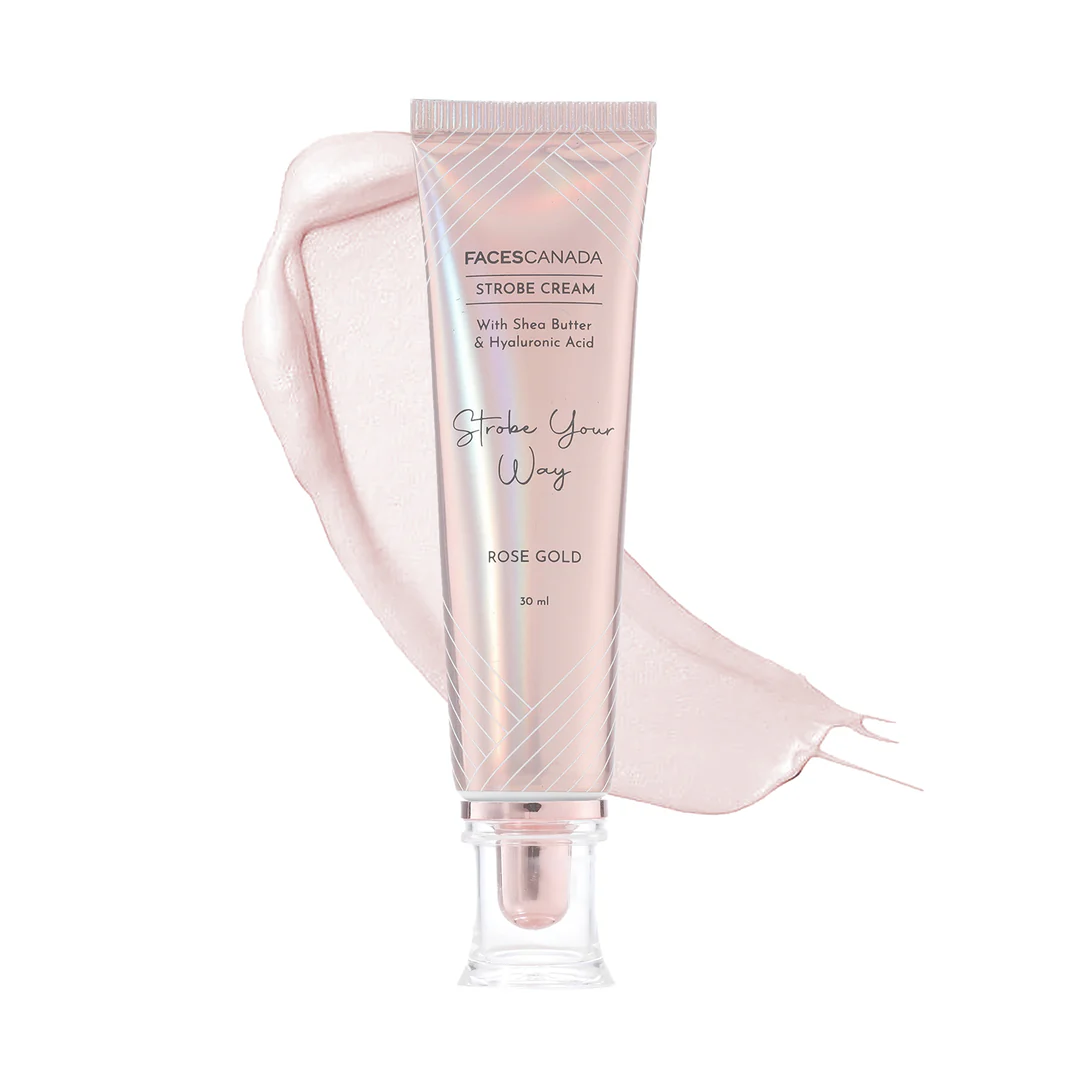 FACESCANADA
STROBE CREAM
With Shea Butter
& Hyaluronic Acid
Strobe Your
Way
ROSE GOLD
30 ml